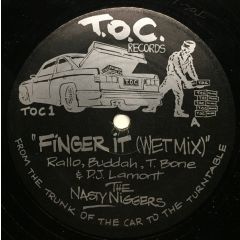 T.O.C.
RECORDS
TOC 1
A
"FINGER iT (WET MiX)"
Rallo, Buddah, T. Bone
& D.J. Lamont
THE
NASTY NIGGERS
FROM THE TRUNK OF THE CAR TO THE TURNTABLE